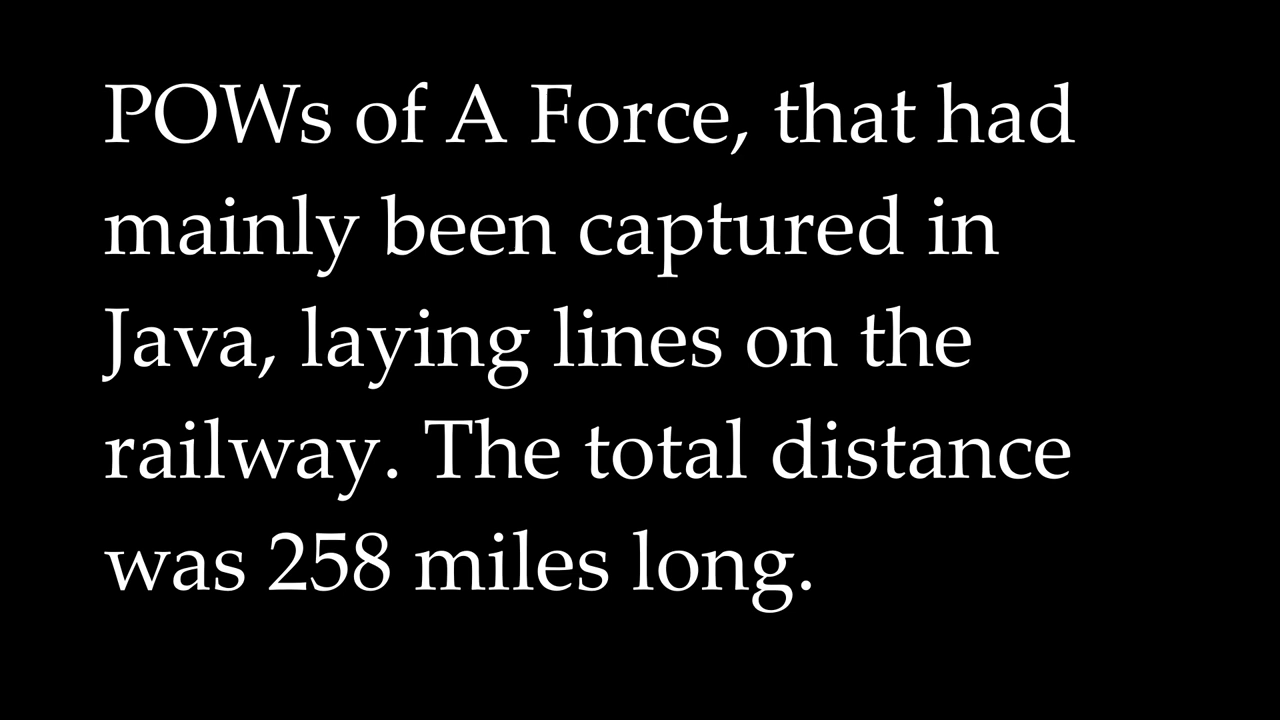 POWs of A Force, that had
mainly been captured in
Java, laying lines on the
railway. The total distance
was 258 miles long.